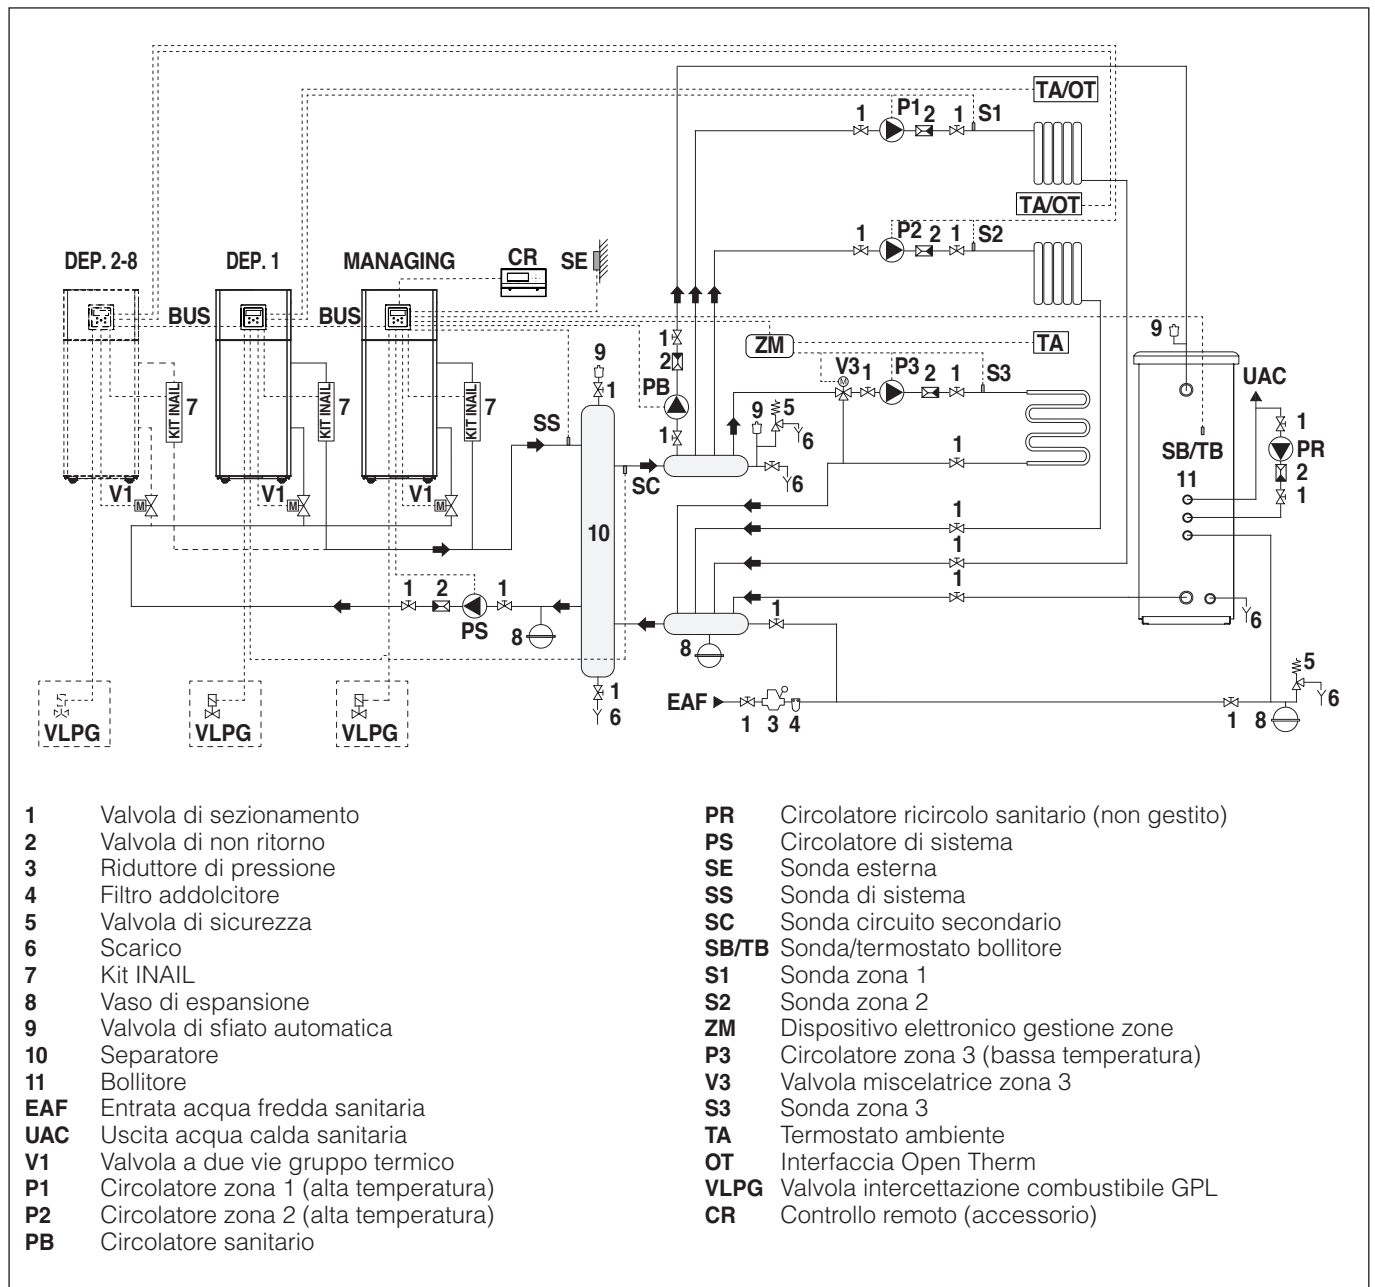 TA/OT
1 P1 2 1 S1
TA/OT
1 P2 2 1 S2
DEP. 2-8 DEP. 1 MANAGING CR SE
BUS BUS
ZM TA
9 1 9
1 2 PB 1
V3 M 1 P3 2 1 S3
UAC
KIT INAIL 7 KIT INAIL 7 KIT INAIL 7
SS 9 5 6
1 PR 2 1
SB/TB
11
SC 6 1
V1 M V1 M V1 M
10
1
1
1
1 2 PS 1 8
8 1
6
5 6
VLPG VLPG VLPG
1 6
EAF 1 3 4 1 8
1 Valvola di sezionamento
2 Valvola di non ritorno
3 Riduttore di pressione
4 Filtro addolcitore
5 Valvola di sicurezza
6 Scarico
7 Kit INAIL
8 Vaso di espansione
9 Valvola di sfiato automatica
10 Separatore
11 Bollitore
EAF Entrata acqua fredda sanitaria
UAC Uscita acqua calda sanitaria
V1 Valvola a due vie gruppo termico
P1 Circolatore zona 1 (alta temperatura)
P2 Circolatore zona 2 (alta temperatura)
PB Circolatore sanitario
PR Circolatore ricircolo sanitario (non gestito)
PS Circolatore di sistema
SE Sonda esterna
SS Sonda di sistema
SC Sonda circuito secondario
SB/TB Sonda/termostato bollitore
S1 Sonda zona 1
S2 Sonda zona 2
ZM Dispositivo elettronico gestione zone
P3 Circolatore zona 3 (bassa temperatura)
V3 Valvola miscelatrice zona 3
S3 Sonda zona 3
TA Termostato ambiente
OT Interfaccia Open Therm
VLPG Valvola intercettazione combustibile GPL
CR Controllo remoto (accessorio)